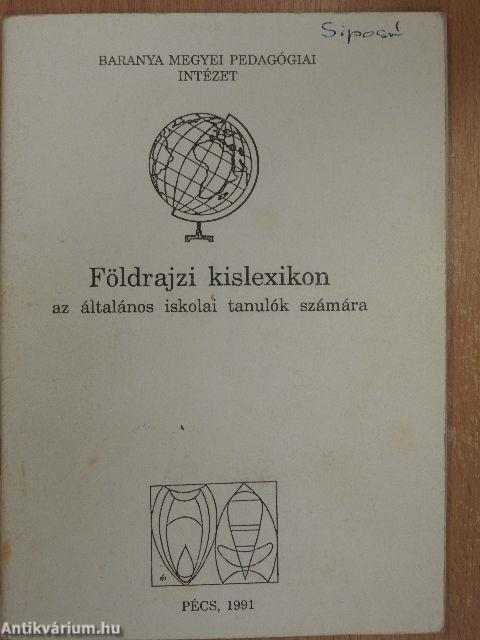 Siposné
BARANYA MEGYEI PEDAGÓGIAI
INTÉZET
Földrajzi kislexikon
az általános iskolai tanulók számára
PÉCS, 1991
Antikvárium.hu